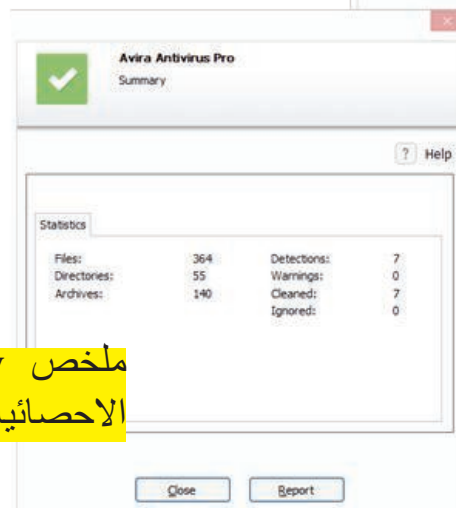 Avira Antivirus Pro
Summary
? Help
Statistics
Files: 364 Detections: 7
Directories: 55 Warnings: 0
Archives: 140 Cleaned: 7
Ignored: 0
ملخص
Close Report